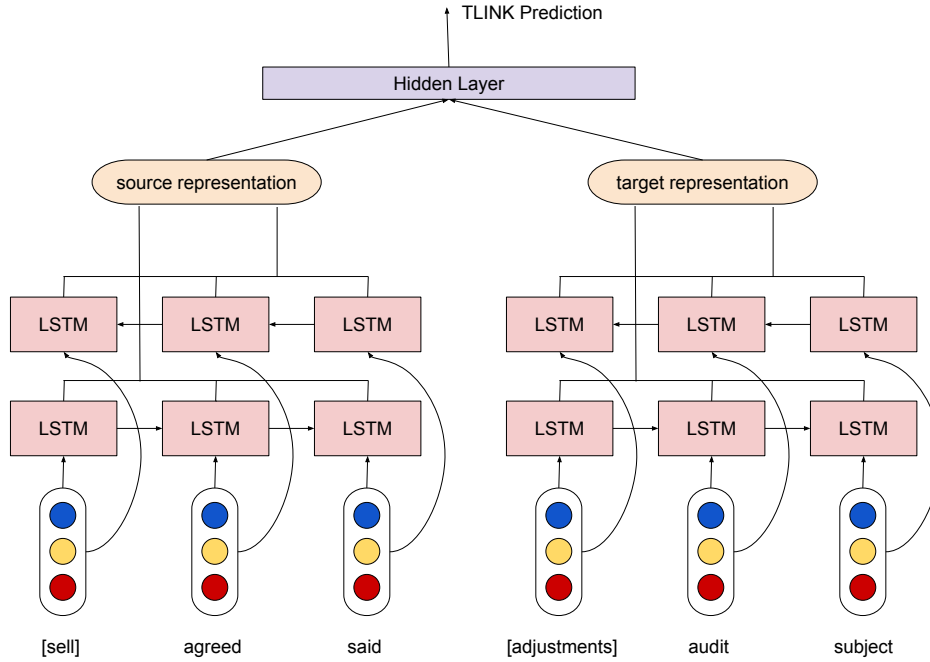 TLINK Prediction
Hidden Layer
source representation
target representation
LSTM LSTM LSTM LSTM LSTM LSTM
LSTM LSTM LSTM LSTM LSTM LSTM
[sell] agreed said [adjustments] audit subject